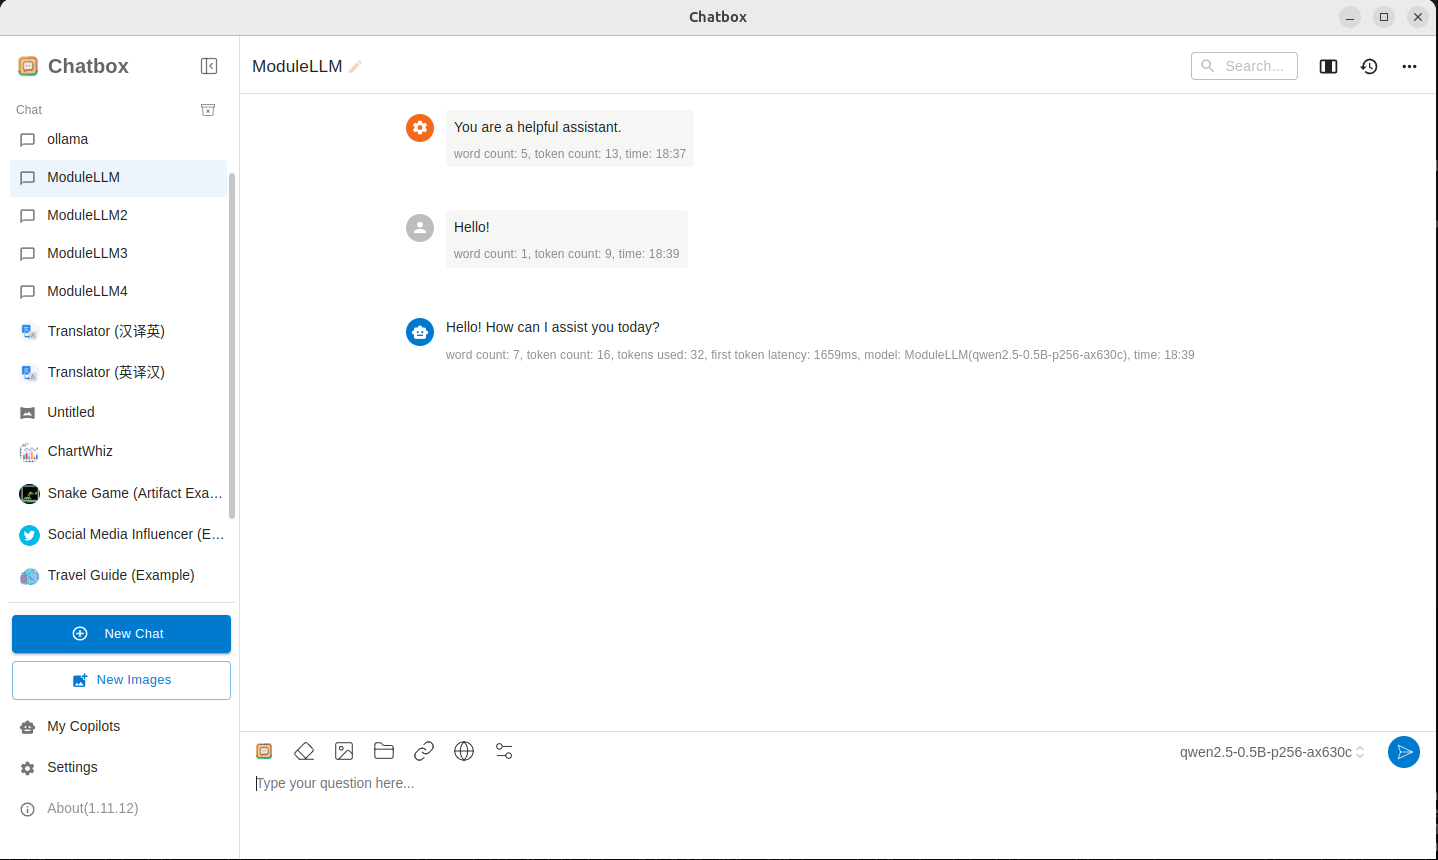 Chatbox
Chatbox
Chat
ollama
ModuleLLM
ModuleLLM2
ModuleLLM3
ModuleLLM4
Translator (汉译英)
Translator (英译汉)
Untitled
ChartWhiz
Snake Game (Artifact Exa...
Social Media Influencer (E...
Travel Guide (Example)
New Chat
New Images
My Copilots
Settings
About(1.11.12)
ModuleLLM
Search...
You are a helpful assistant.
word count: 5, token count: 13, time: 18:37
Hello!
word count: 1, token count: 9, time: 18:39
Hello! How can I assist you today?
word count: 7, token count: 16, tokens used: 32, first token latency: 1659ms, model: ModuleLLM(qwen2.5-0.5B-p256-ax630c), time: 18:39
qwen2.5-0.5B-p256-ax630c
Type your question here...